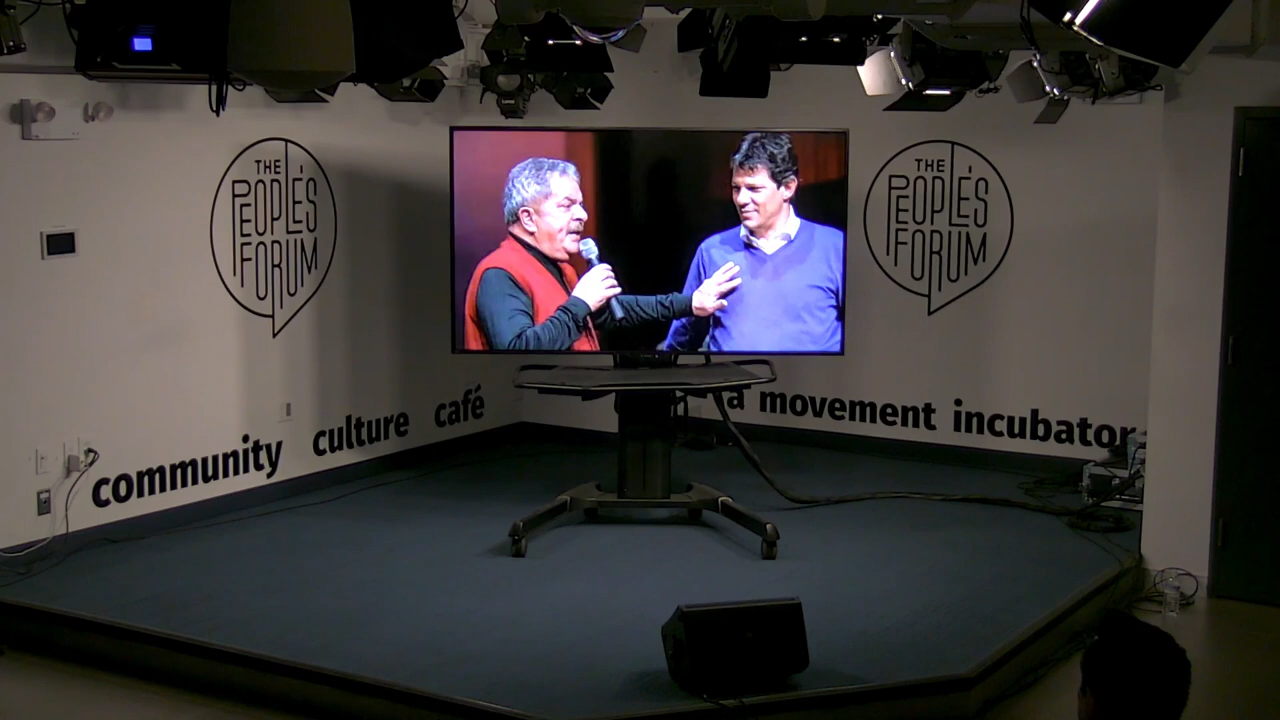 THE
PEOPLE'S
FORUM
THE
PEOPLE'S
FORUM
community culture café
a movement incubator